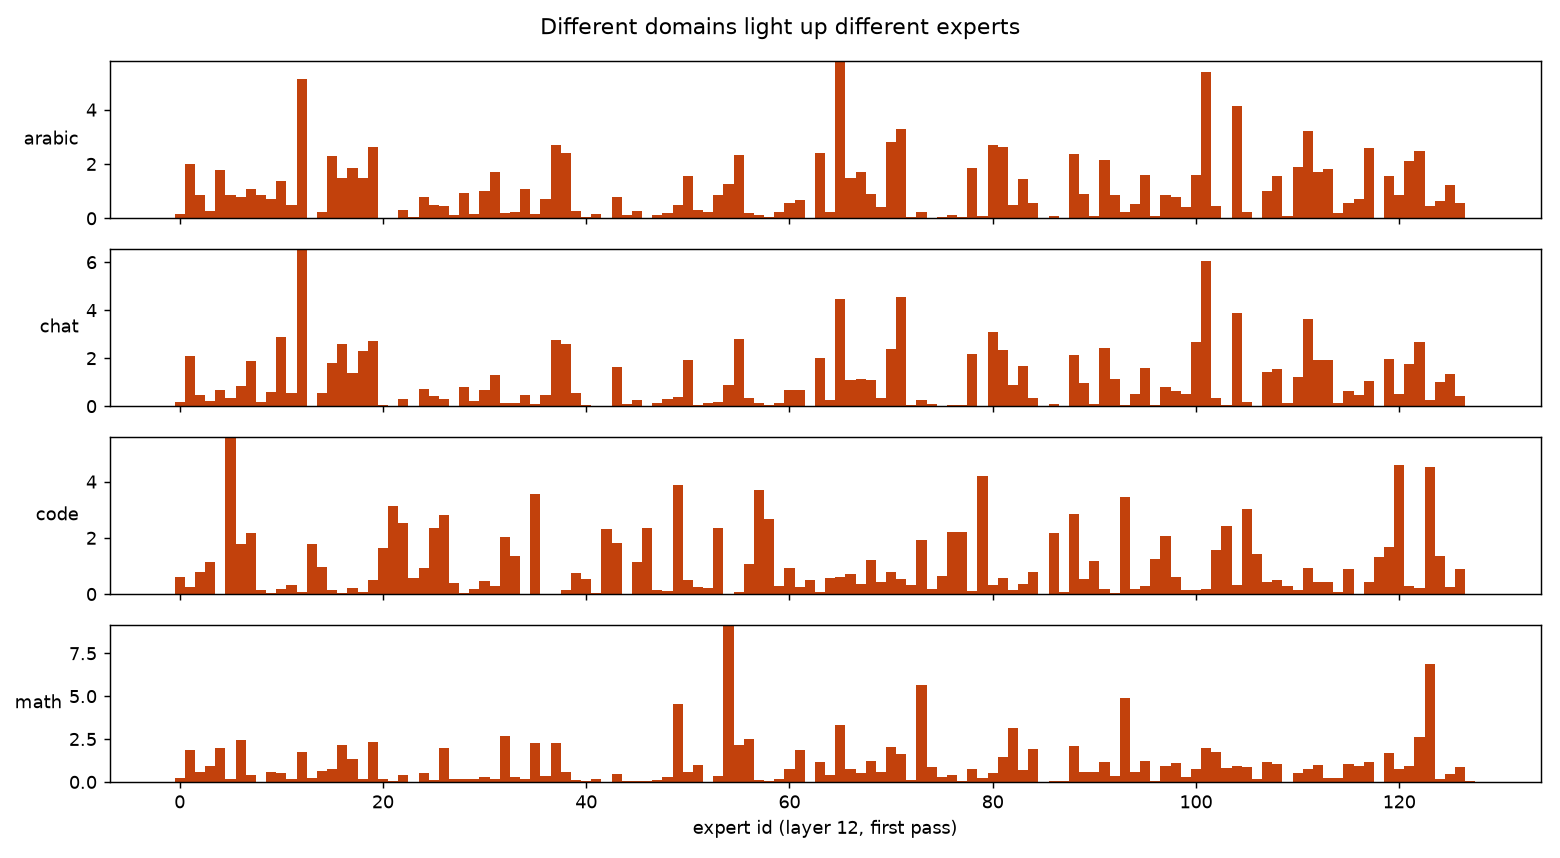 Different domains light up different experts
4
2
0
arabic
6
4
2
0
chat
4
2
0
code
7.5
5.0
2.5
0.0
math
0 20 40 60 80 100 120
expert id (layer 12, first pass)